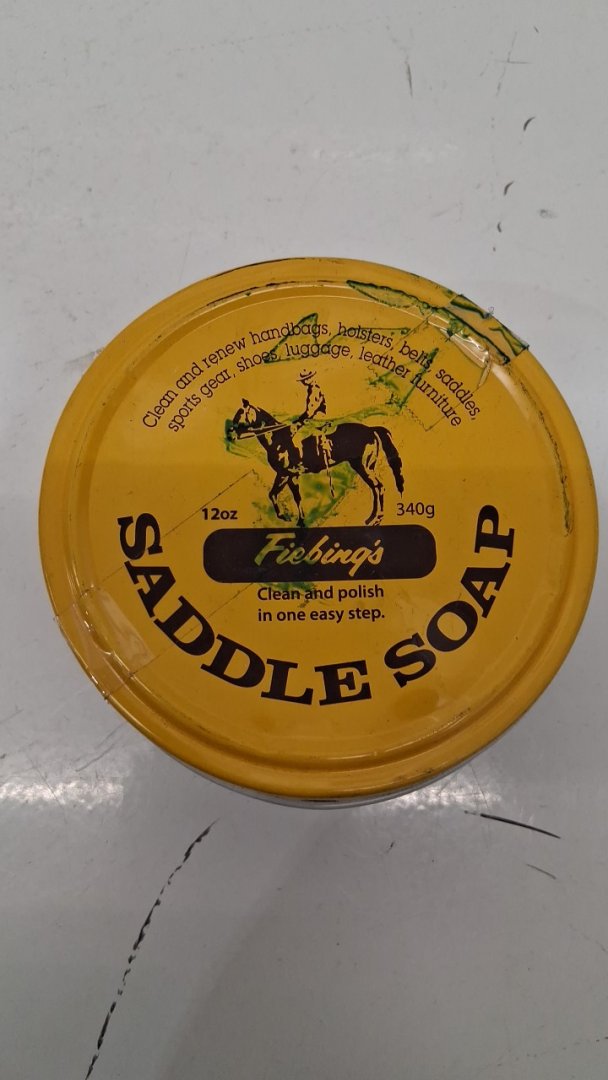 Clean and renew handbags, holsters, belts, saddles,
sports gear, shoes, luggage, leather furniture
12oz 340g
Fiebing's
Clean and polish
in one easy step.
SADDLE SOAP